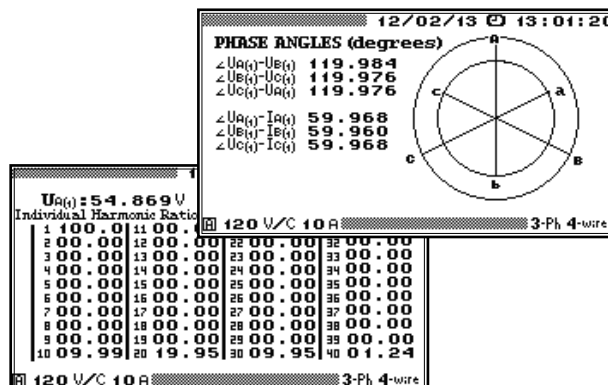 12/02/13 13:01:20
PHASE ANGLES (degrees)
∠UA(1)-UB(1) 119.984
∠UB(1)-UC(1) 119.976
∠UC(1)-UA(1) 119.976
∠UA(1)-IA(1) 59.968
∠UB(1)-IB(1) 59.960
∠UC(1)-IC(1) 59.968
A
c a
C B
b
A 120 V/C 10 A 3-Ph 4-wire
UA(1):54.869V
Individual Harmonic Ratio
1 100.0 11 00.
2 00.00 12 00.00 22 00.00 32 00.00
3 00.00 13 00.00 23 00.00 33 00.00
4 00.00 14 00.00 24 00.00 34 00.00
5 00.00 15 00.00 25 00.00 35 00.00
6 00.00 16 00.00 26 00.00 36 00.00
7 00.00 17 00.00 27 00.00 37 00.00
8 00.00 18 00.00 28 00.00 38 00.00
9 00.00 19 00.00 29 00.00 39 00.00
10 09.99 20 19.95 30 09.95 40 01.24
A 120 V/C 10 A 3-Ph 4-wire